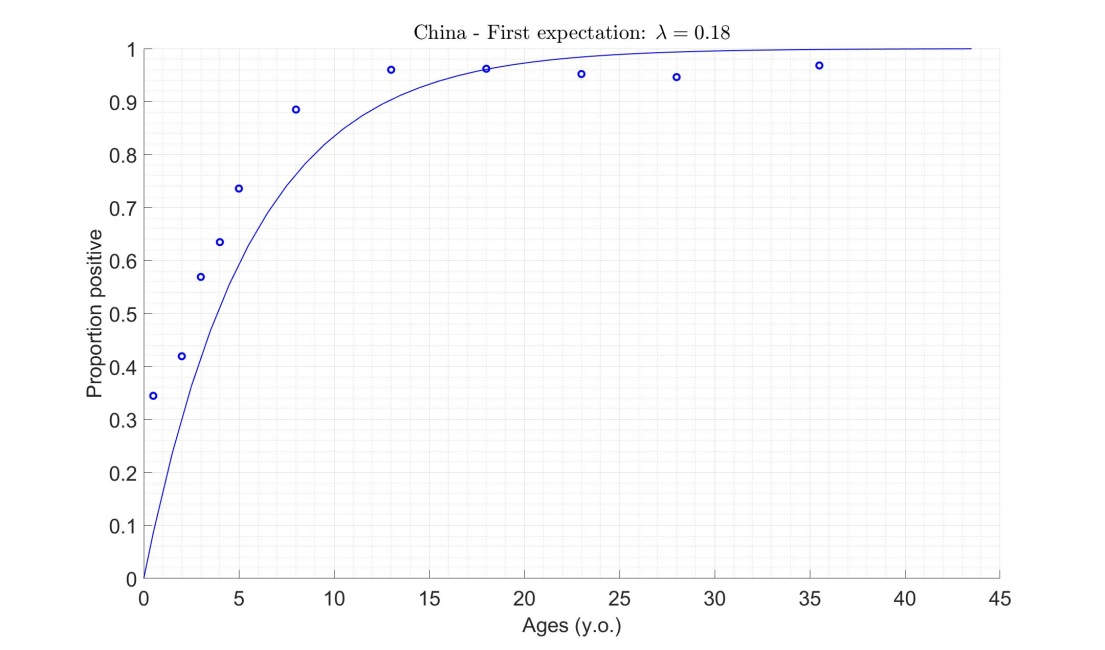 China - First expectation: λ = 0.18
1
0.9
0.8
0.7
0.6
0.5
0.4
0.3
0.2
0.1
0
Proportion positive
0 5 10 15 20 25 30 35 40 45
Ages (y.o.)